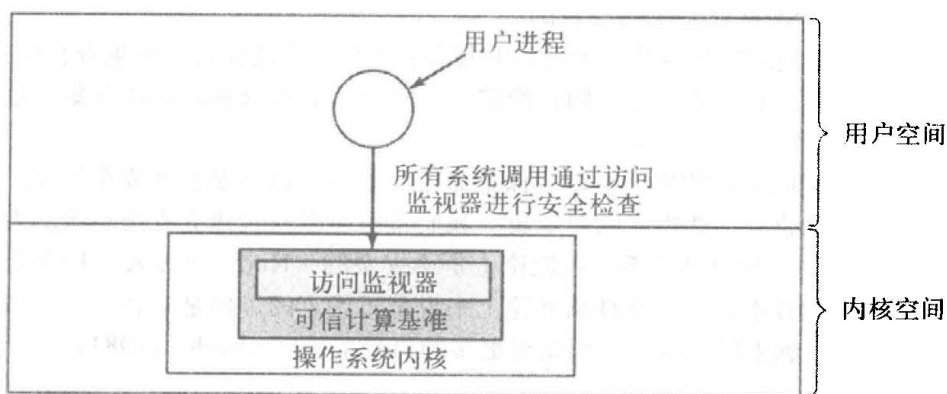 用户进程
用户空间
所有系统调用通过访问
监视器进行安全检查
访问监视器
可信计算基准
操作系统内核
内核空间